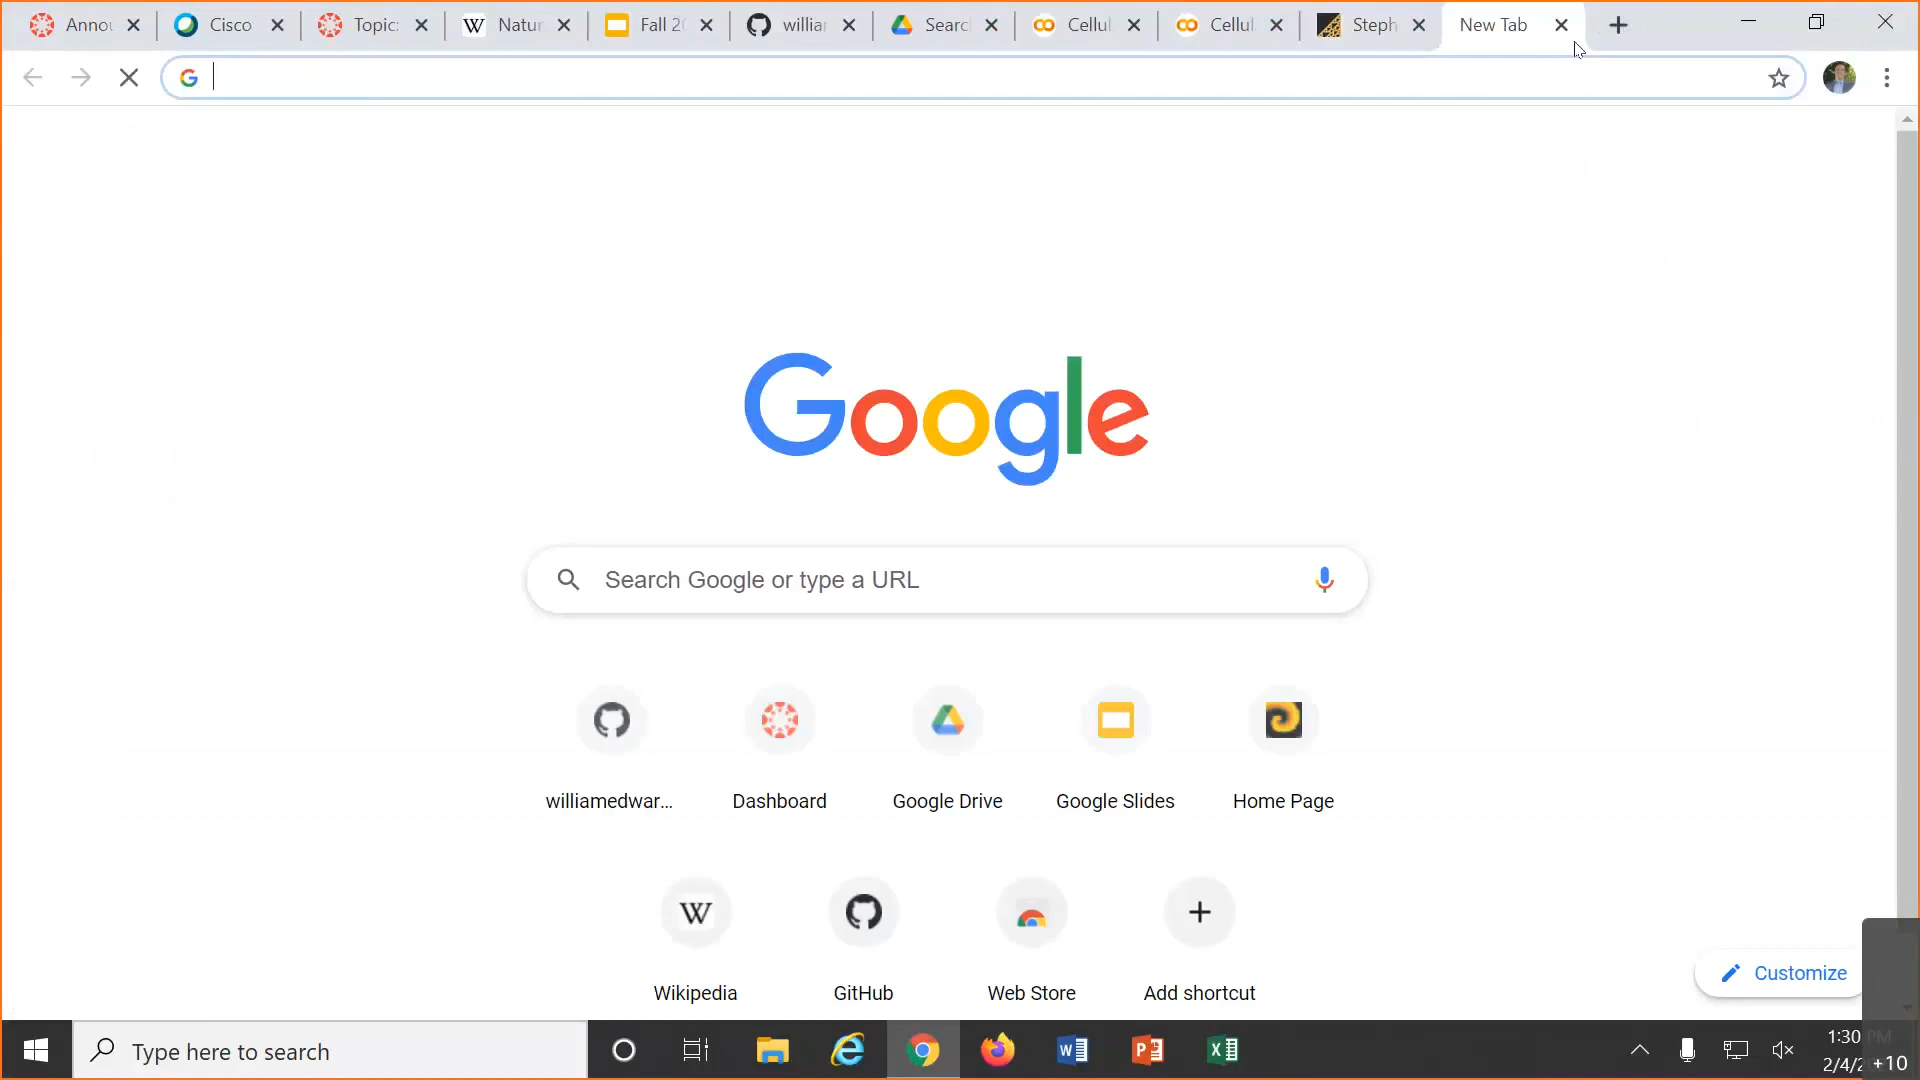 Annou
Cisco
Topic:
Natur
Fall 20
willia
Searc
Cellul
Cellul
Steph
New Tab
Google
Search Google or type a URL
williamedwar...
Dashboard
Google Drive
Google Slides
Home Page
Wikipedia
GitHub
Web Store
Add shortcut
Customize
Type here to search
1:30 PM
2/4/2
+10